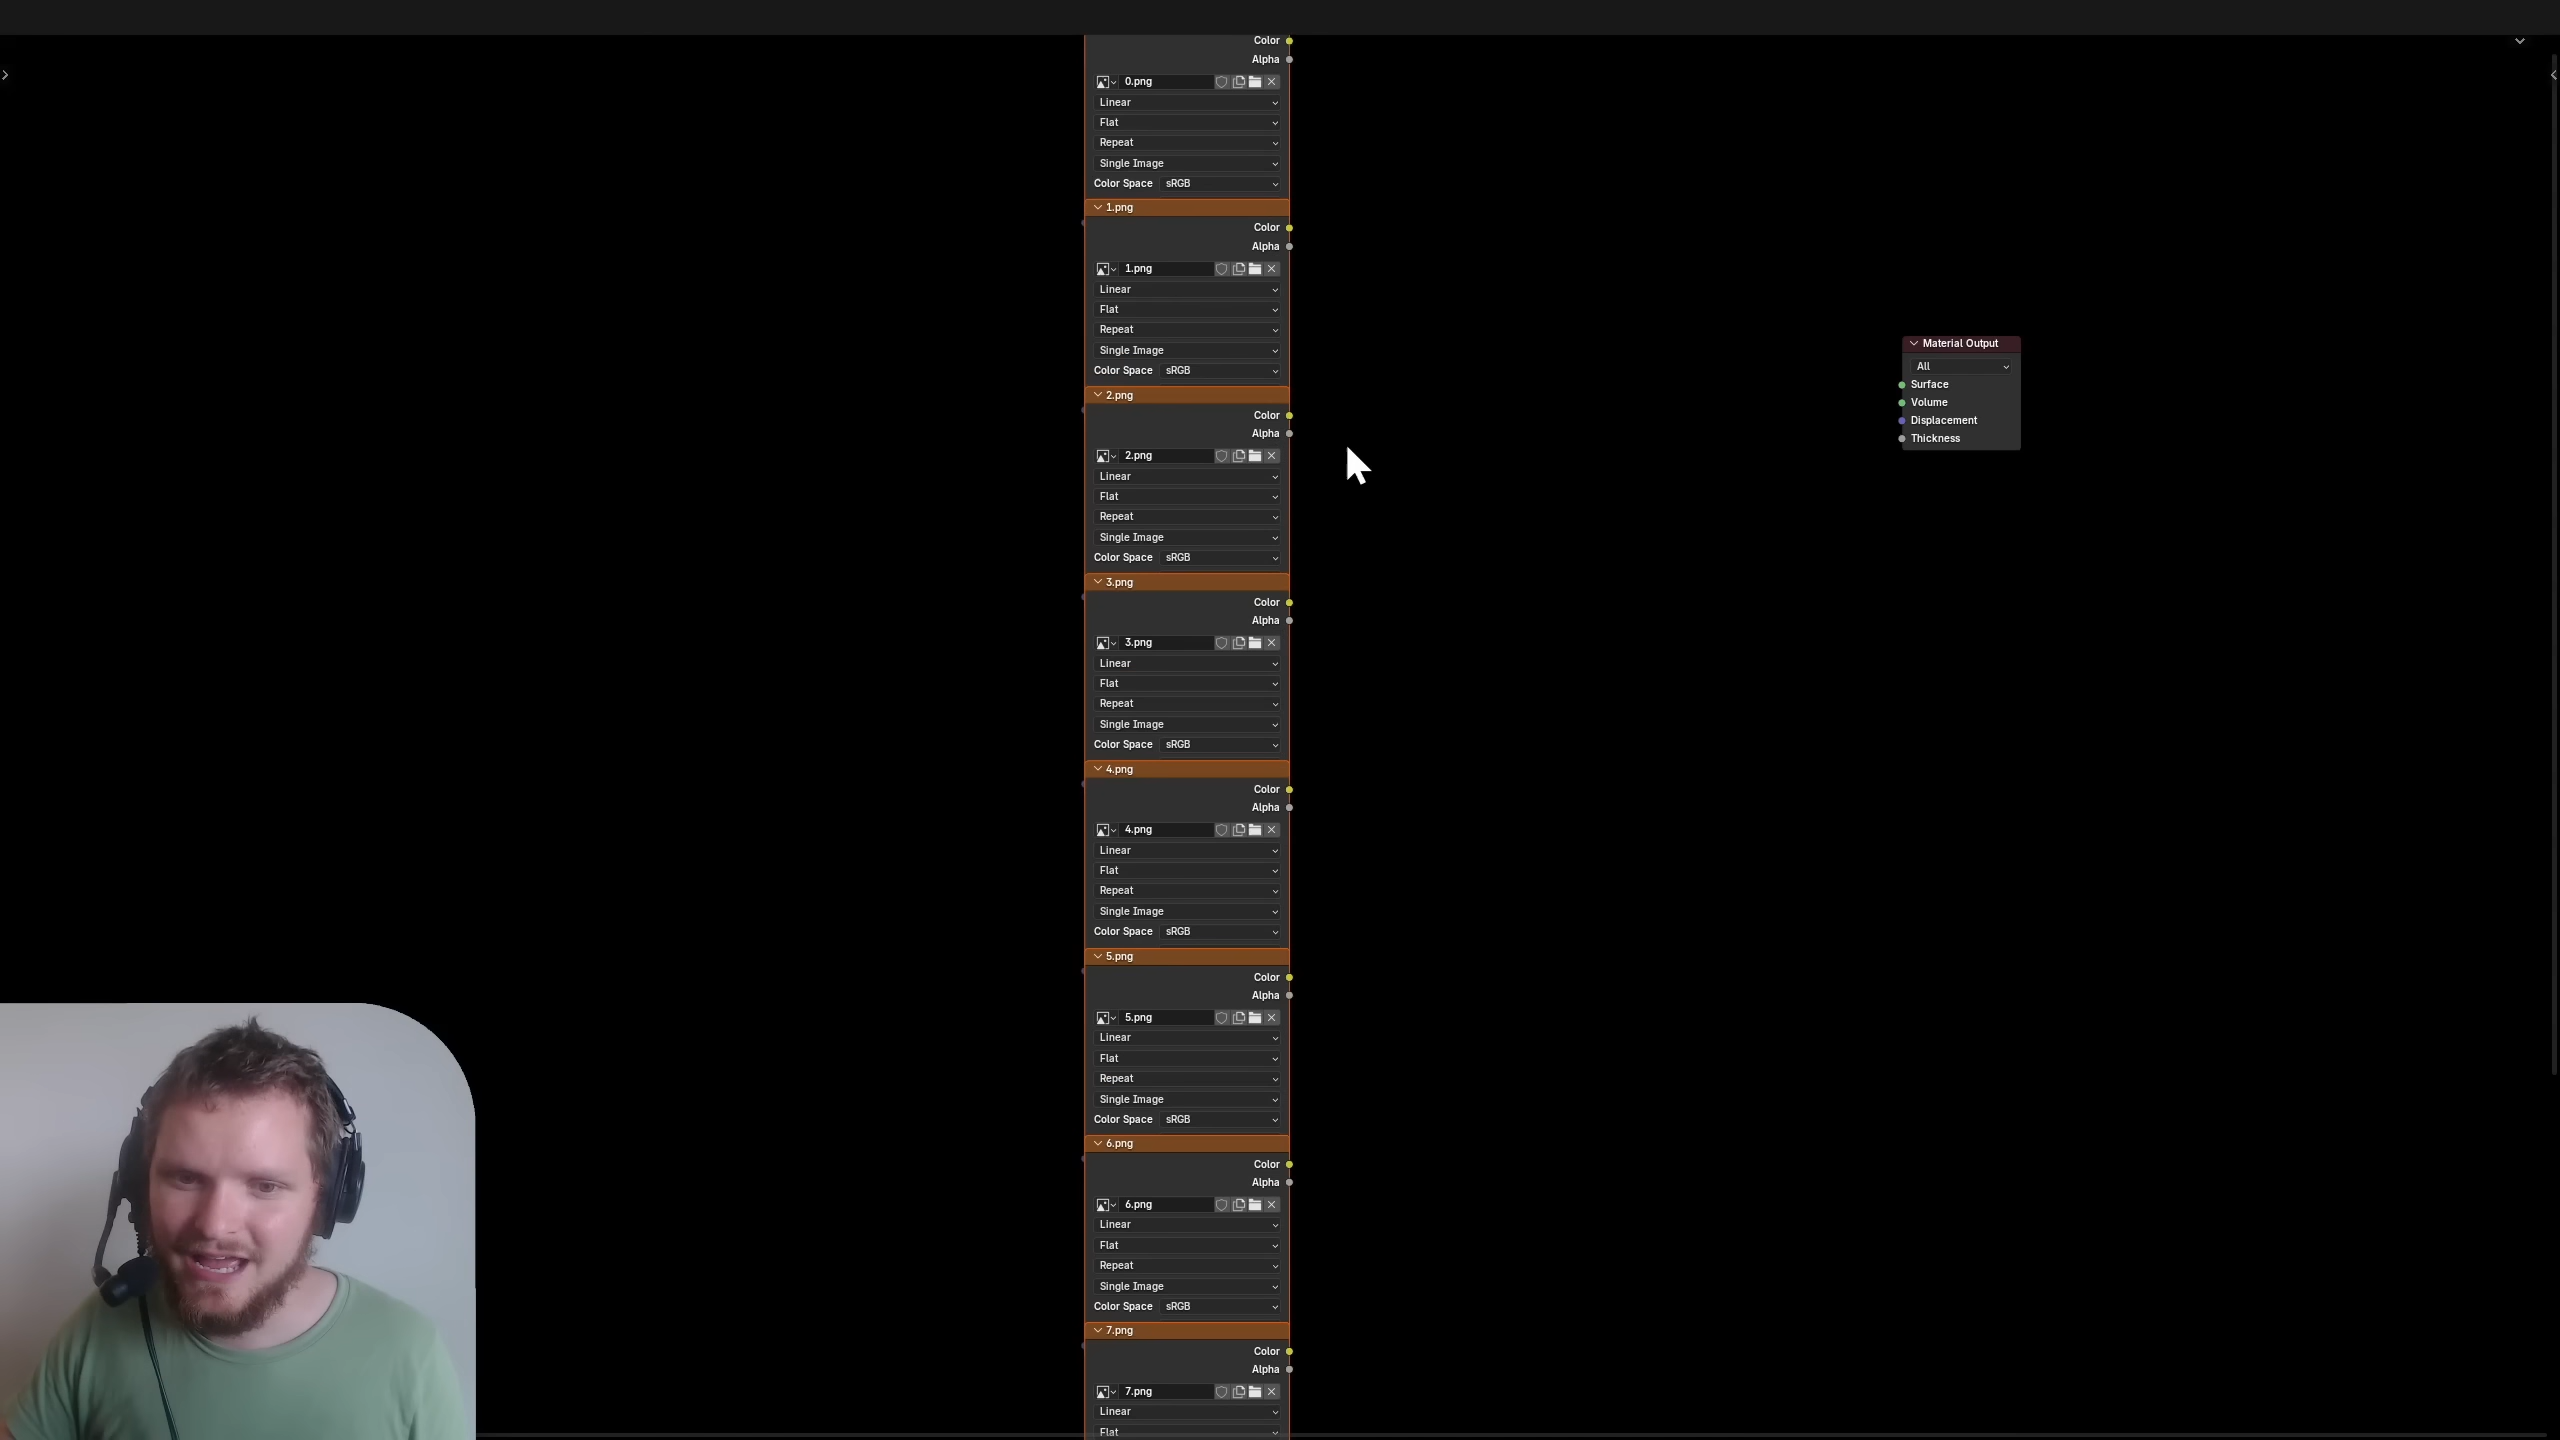 Color
Alpha
0.png
Linear
Flat
Repeat
Single Image
Color Space sRGB
1.png
Color
Alpha
1.png
Linear
Flat
Repeat
Single Image
Color Space sRGB
2.png
Color
Alpha
2.png
Linear
Flat
Repeat
Single Image
Color Space sRGB
3.png
Color
Alpha
3.png
Linear
Flat
Repeat
Single Image
Color Space sRGB
4.png
Color
Alpha
4.png
Linear
Flat
Repeat
Single Image
Color Space sRGB
5.png
Color
Alpha
5.png
Linear
Flat
Repeat
Single Image
Color Space sRGB
6.png
Color
Alpha
6.png
Linear
Flat
Repeat
Single Image
Color Space sRGB
7.png
Color
Alpha
7.png
Linear
Flat
Material Output
All
Surface
Volume
Displacement
Thickness